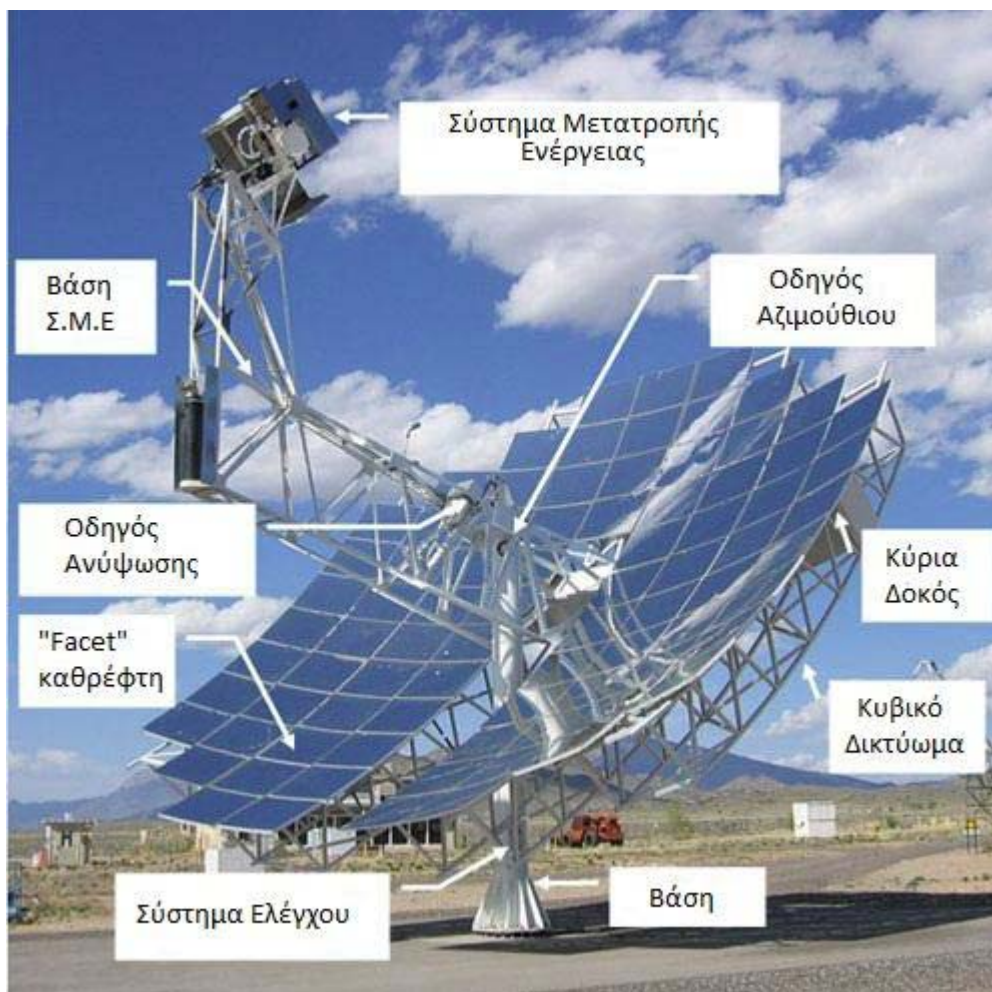 Σύστημα Μετατροπής
Ενέργειας
Βάση
Σ.Μ.Ε
Οδηγός
Αζιμούθιου
Οδηγός
Ανύψωσης
Κύρια
Δοκός
"Facet"
καθρέφτη
Κυβικό
Δικτύωμα
Σύστημα Ελέγχου
Βάση